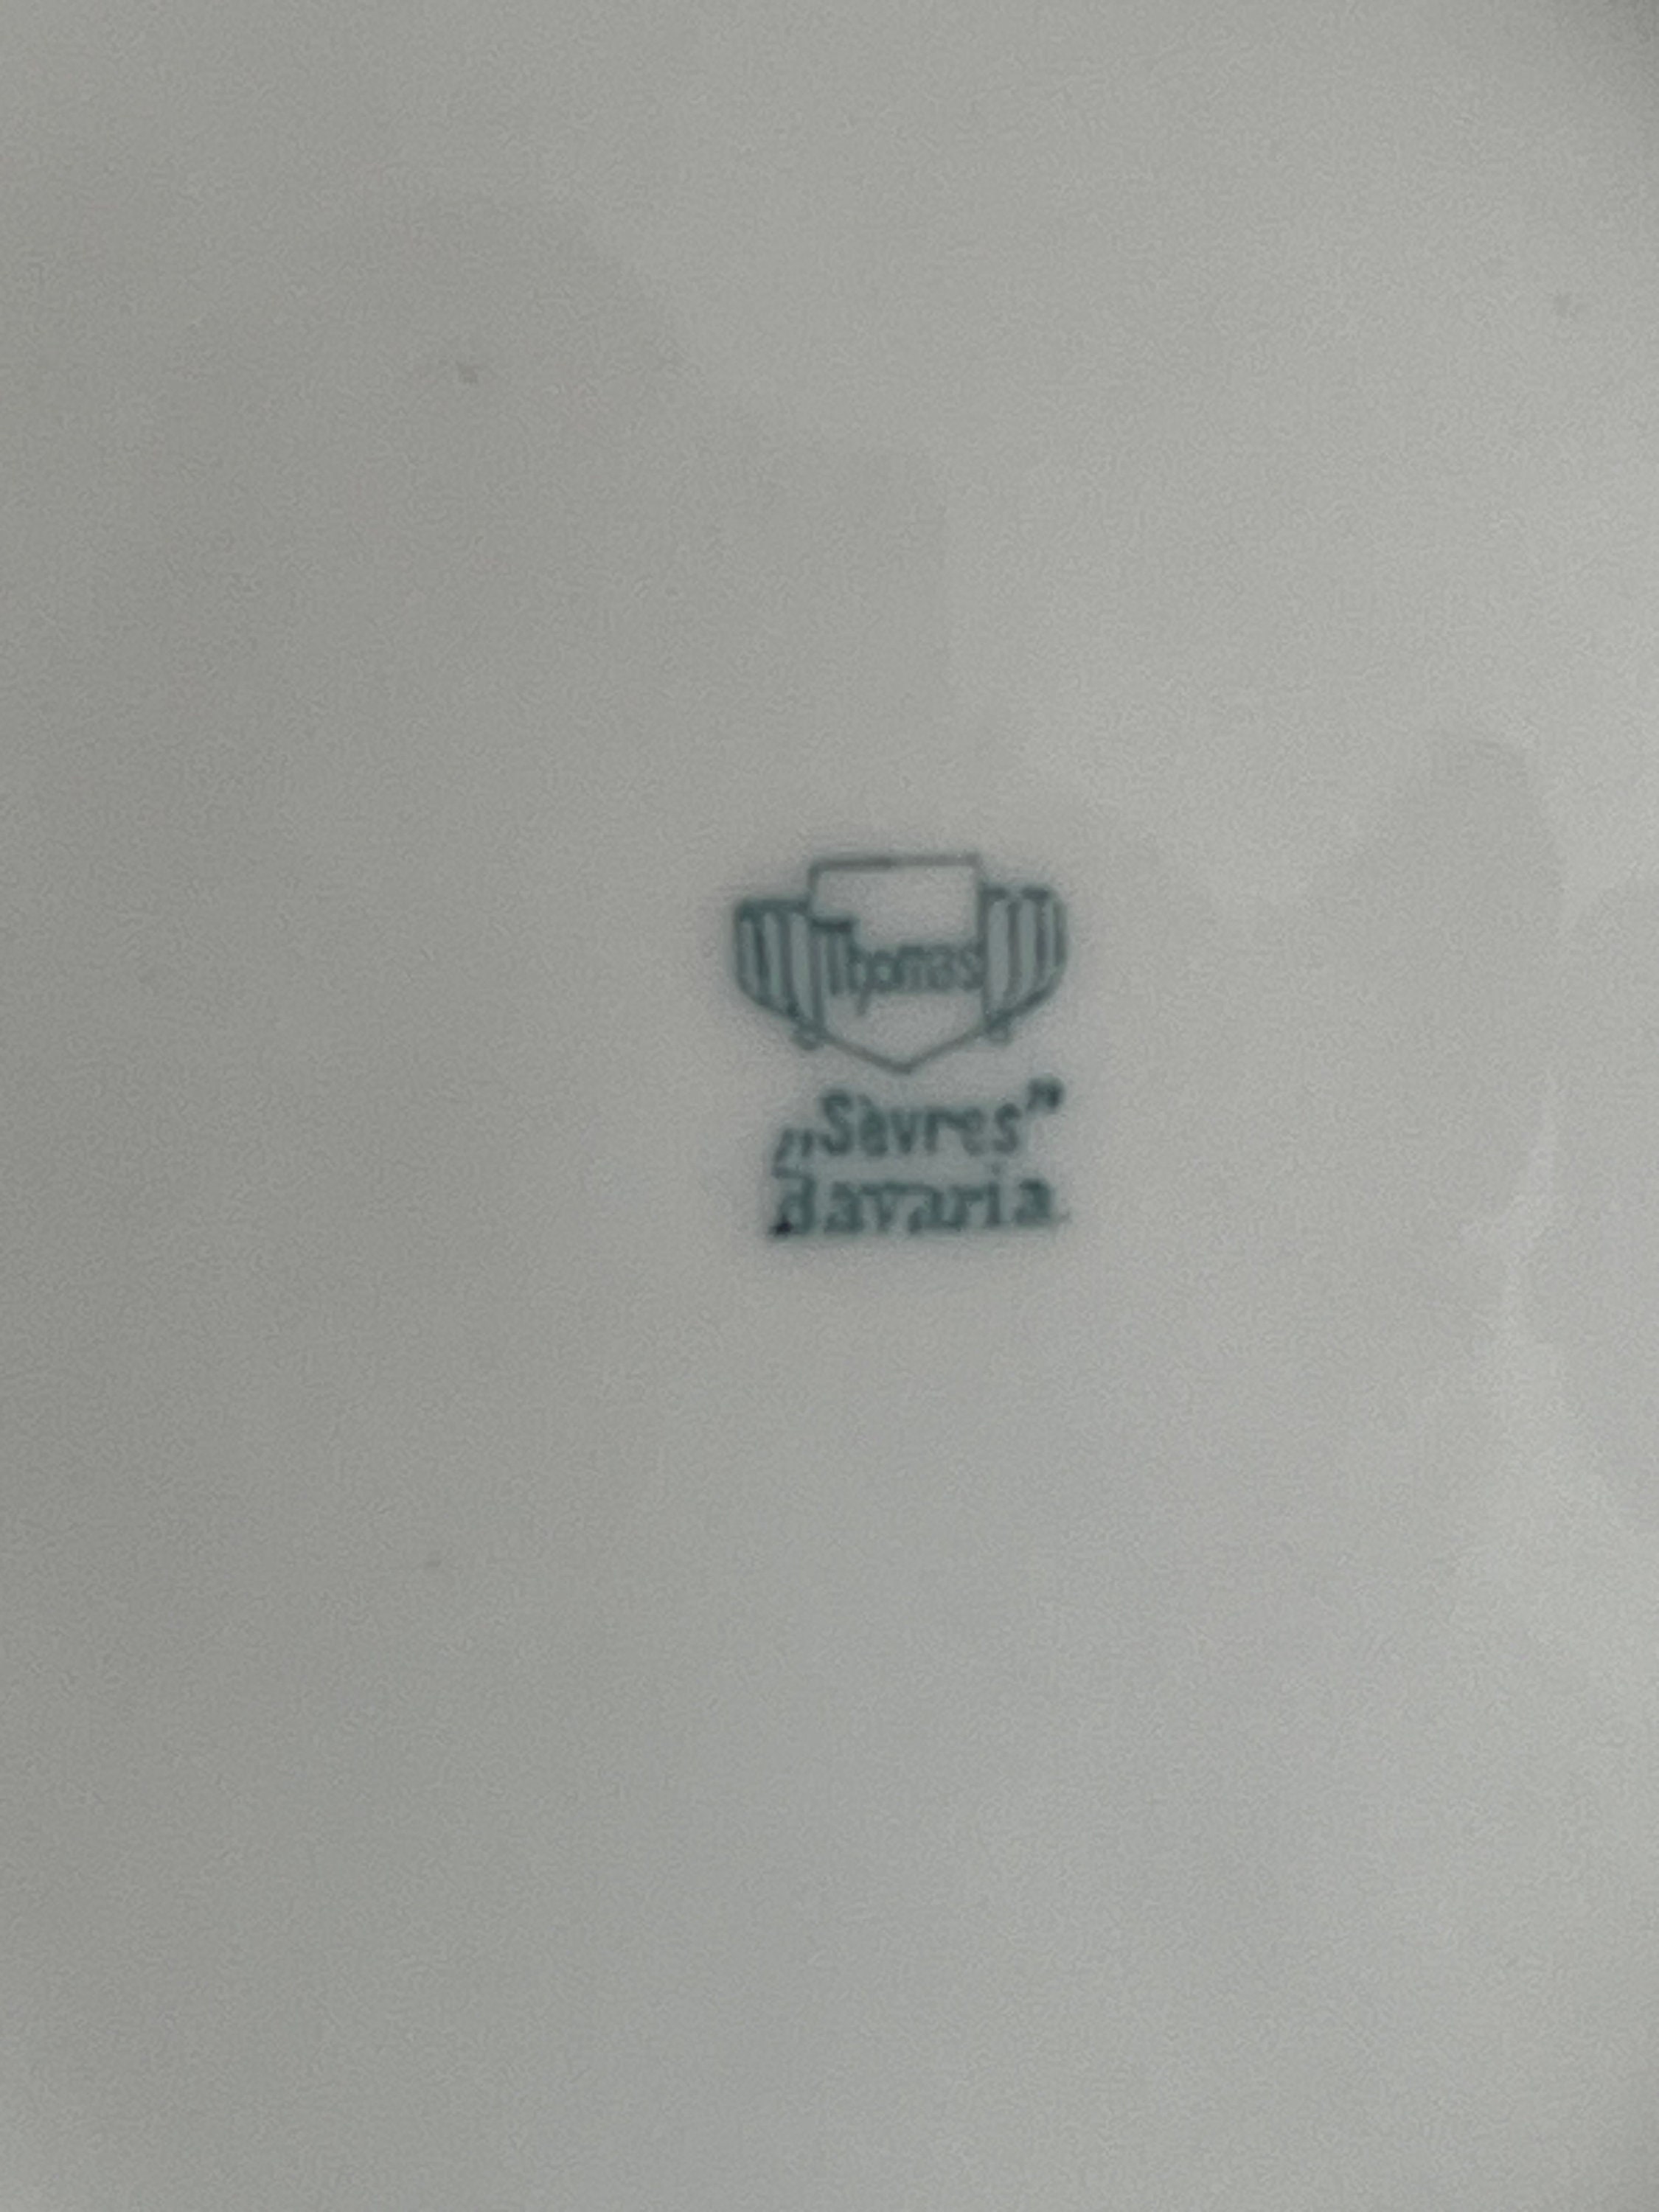 Thomas
„Sèvres”
Bavaria